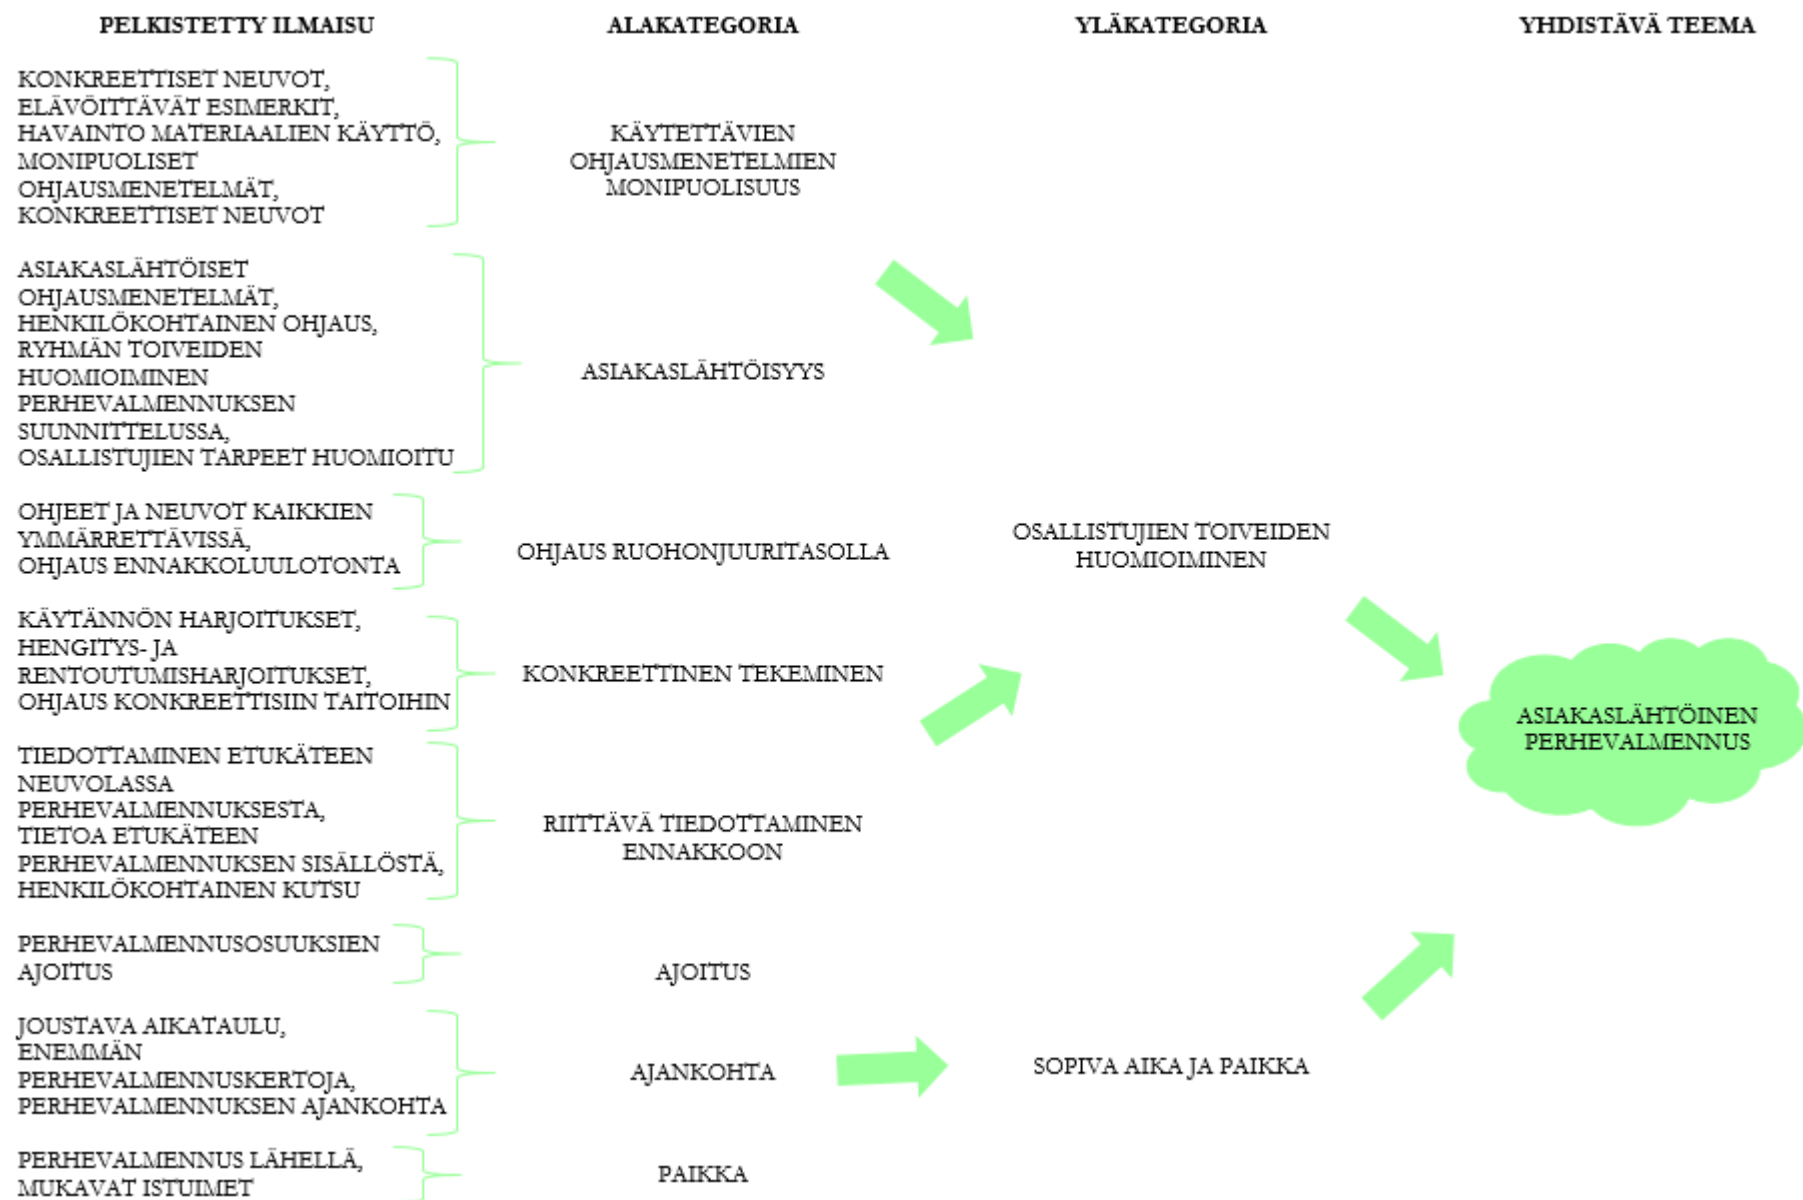 PELKISTETTY ILMAISU
ALAKATEGORIA
YLÄKATEGORIA
YHDISTÄVÄ TEEMA
KONKREETTISET NEUVOT,
ELÄVÖITTÄVÄT ESIMERKIT,
HAVAINTO MATERIAALIEN KÄYTTÖ,
MONIPUOLISET
OHJAUSMENETELMÄT,
KONKREETTISET NEUVOT
KÄYTETTÄVIEN
OHJAUSMENETELMIEN
MONIPUOLISUUS
ASIAKASLÄHTÖISET
OHJAUSMENETELMÄT,
HENKILÖKOHTAINEN OHJAUS,
RYHMÄN TOIVEIDEN
HUOMIOIMINEN
PERHEVALMENNUKSEN
SUUNNITTELUSSA,
OSALLISTUJIEN TARPEET HUOMIOITU
ASIAKASLÄHTÖISYYS
OHJEET JA NEUVOT KAIKKIEN
YMMÄRRETTÄVISSÄ,
OHJAUS ENNAKKOLUULOTONTA
OHJAUS RUOHONJUURITASOLLA
OSALLISTUJIEN TOIVEIDEN
HUOMIOIMINEN
KÄYTÄNNÖN HARJOITUKSET,
HENGITYS- JA
RENTOUTUMISHARJOITUKSET,
OHJAUS KONKREETTISIIN TAITOIHIN
KONKREETTINEN TEKEMINEN
ASIAKASLÄHTÖINEN
PERHEVALMENNUS
TIEDOTTAMINEN ETUKÄTEEN
NEUVOLASSA
PERHEVALMENNUKSESTA,
TIETOA ETUKÄTEEN
PERHEVALMENNUKSEN SISÄLLÖSTÄ,
HENKILÖKOHTAINEN KUTSU
RIITTÄVÄ TIEDOTTAMINEN
ENNAKKOON
PERHEVALMENNUSOSUUKSIEN
AJOITUS
AJOITUS
JOUSTAVA AIKATAULU,
ENEMMÄN
PERHEVALMENNUSKERTOJA,
PERHEVALMENNUKSEN AJANKOHTA
AJANKOHTA
SOPIVA AIKA JA PAIKKA
PERHEVALMENNUS LÄHELLÄ,
MUKAVAT ISTUIMET
PAIKKA